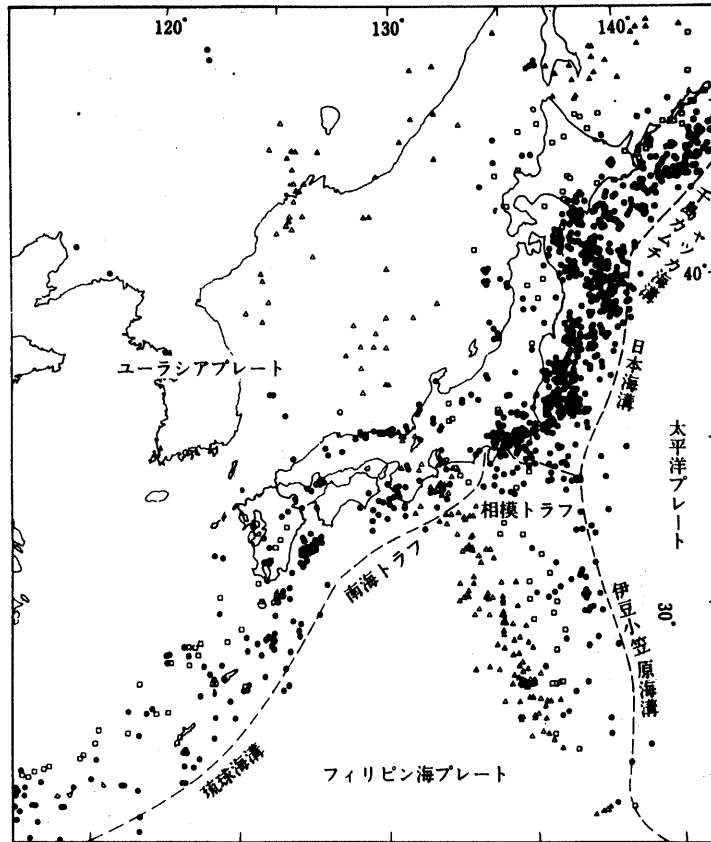 120°
130°
140°
千島カムチャッカ海溝
40°
日本海溝
ユーラシアプレート
太平洋プレート
相模トラフ
南海トラフ
伊豆小笠原海溝
30°
琉球海溝
フィリピン海プレート